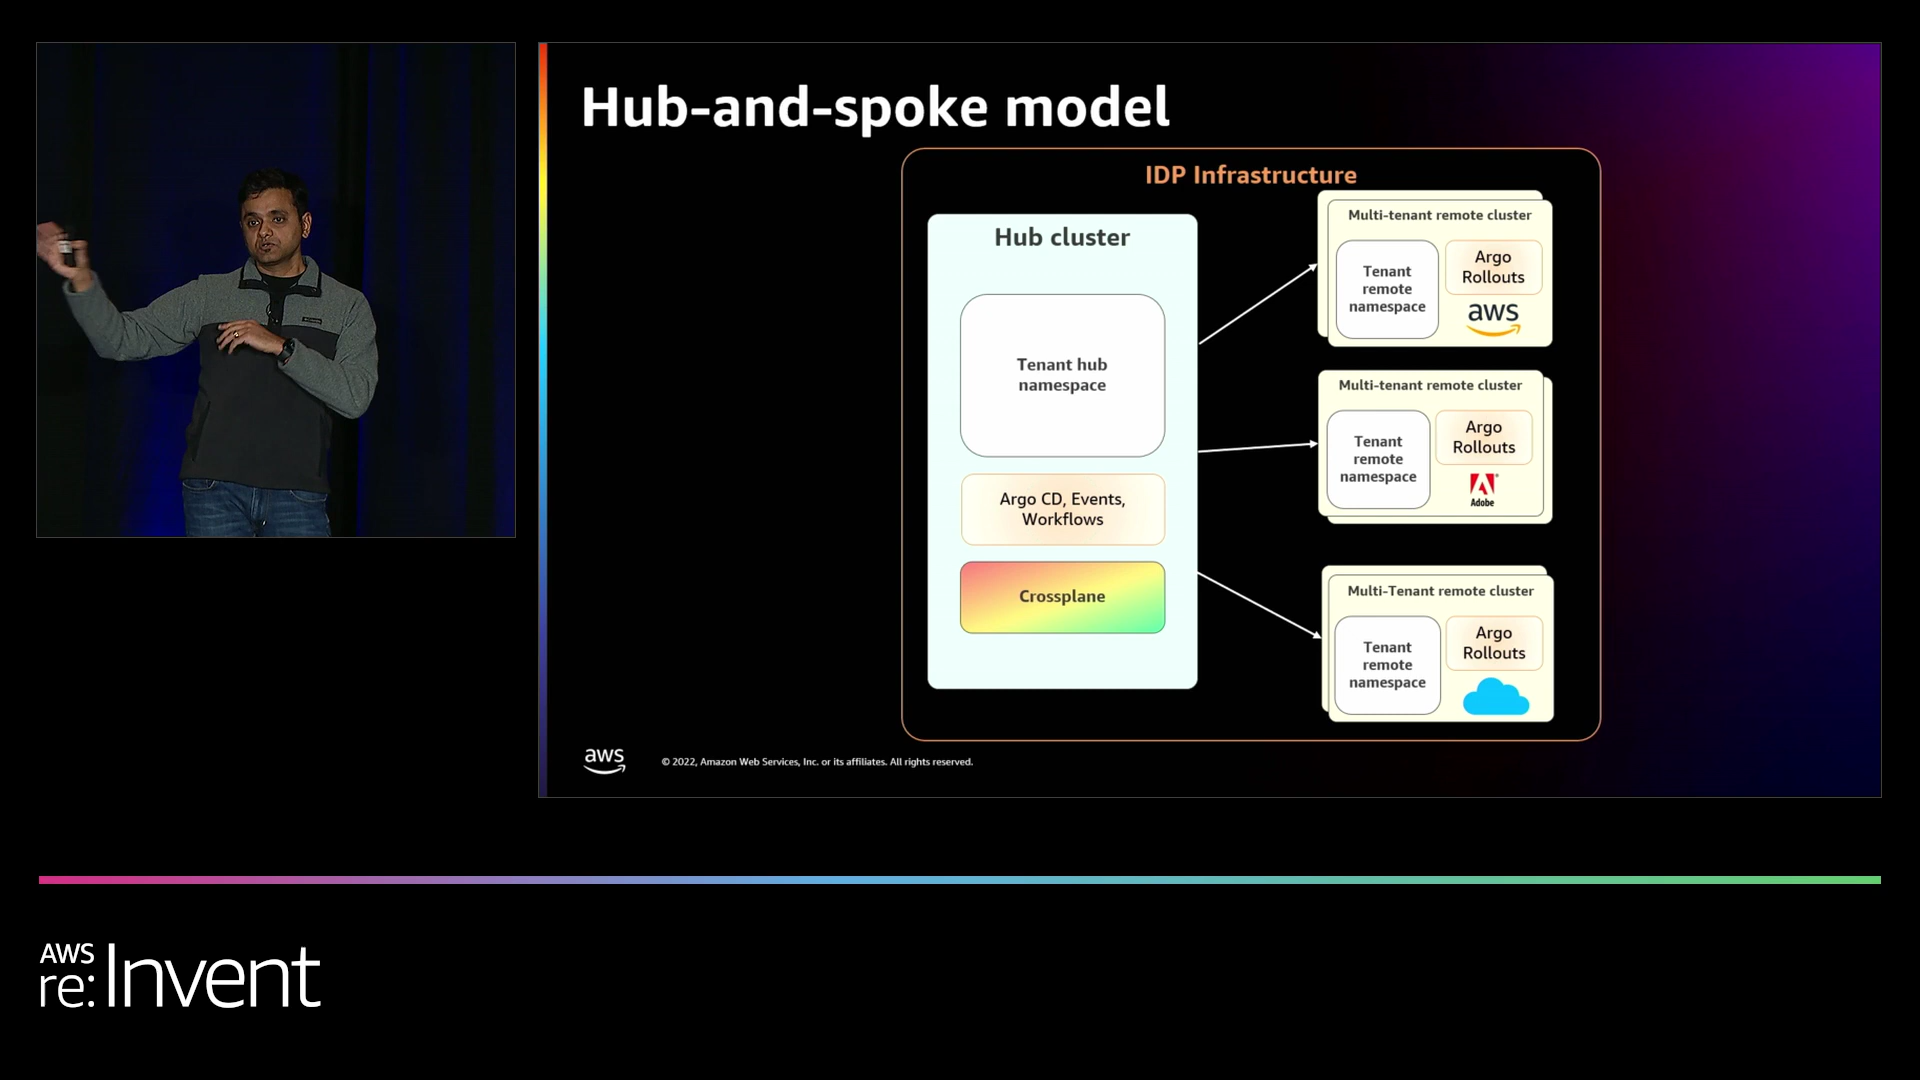 Hub-and-spoke model
IDP Infrastructure
Hub cluster
Tenant hub
namespace
Argo CD, Events,
Workflows
Crossplane
Multi-tenant remote cluster
Tenant
remote
namespace
Argo
Rollouts
aws
Multi-tenant remote cluster
Tenant
remote
namespace
Argo
Rollouts
Adobe
Multi-Tenant remote cluster
Tenant
remote
namespace
Argo
Rollouts
aws
© 2022, Amazon Web Services, Inc. or its affiliates. All rights reserved.
AWS
re:Invent